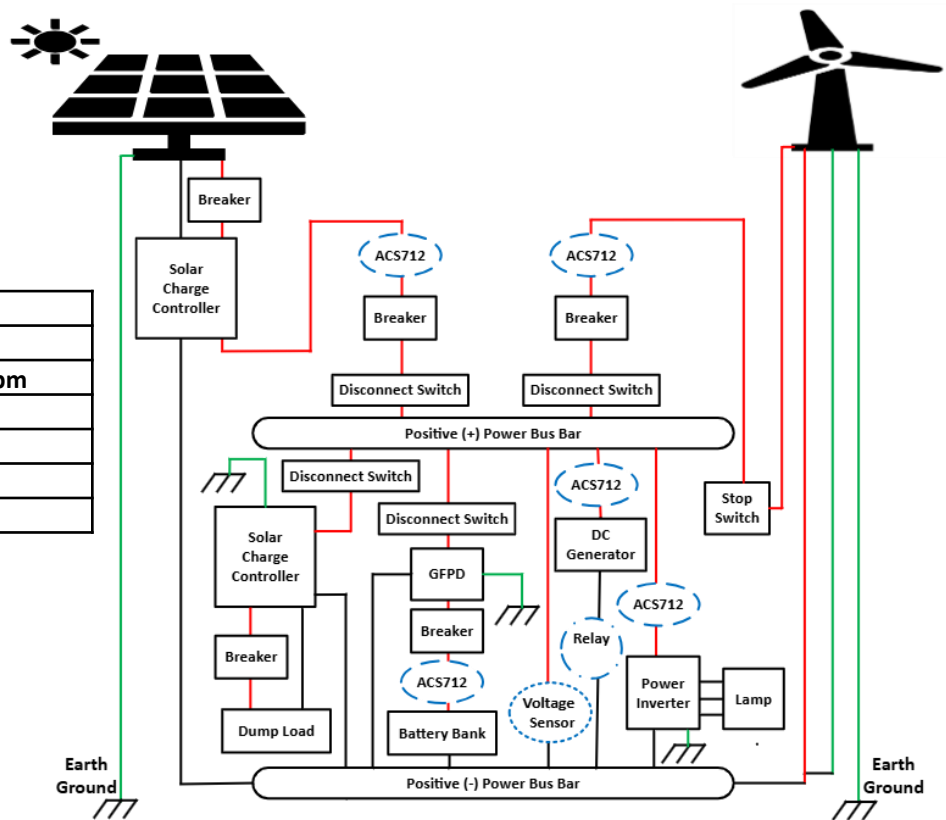 Breaker
Solar
Charge
Controller
ACS712
ACS712
Breaker
Breaker
Disconnect Switch
Disconnect Switch
Positive (+) Power Bus Bar
Disconnect Switch
ACS712
Stop
Switch
Disconnect Switch
Solar
Charge
Controller
DC
Generator
GFPD
ACS712
Breaker
Relay
Breaker
ACS712
Power
Inverter
Lamp
Voltage
Sensor
Dump Load
Battery Bank
Earth
Ground
Positive (-) Power Bus Bar
Earth
Ground